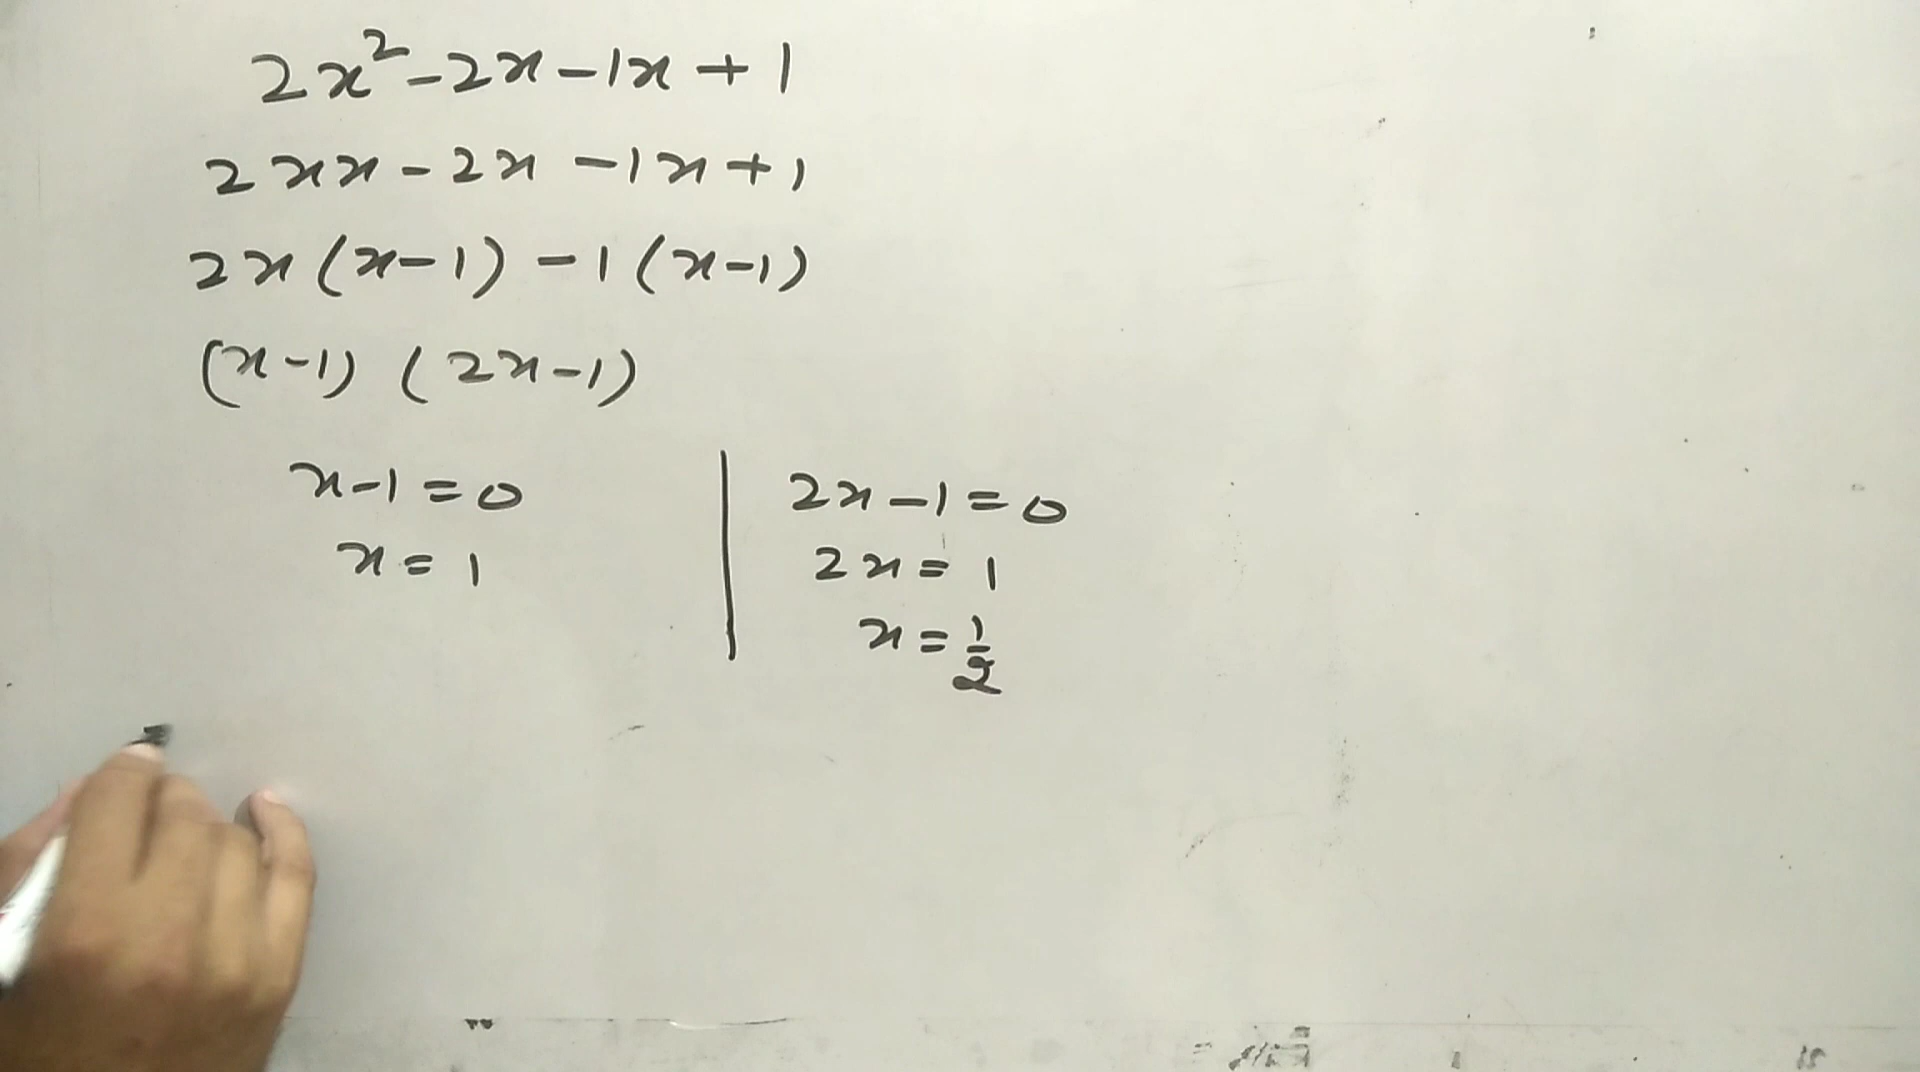 2x² - 2x - 1x + 1
2xx - 2x - 1x + 1
2x (x-1) - 1 (x-1)
(x-1) (2x-1)
x-1 = 0
x = 1
2x - 1 = 0
2x = 1
x = 1/2